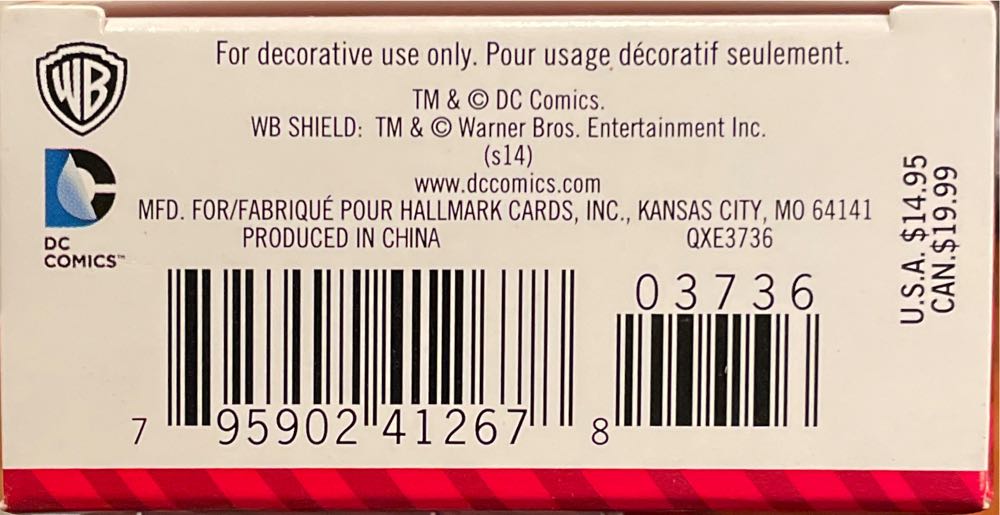 WB
For decorative use only. Pour usage décoratif seulement.
TM & © DC Comics.
WB SHIELD: TM & © Warner Bros. Entertainment Inc.
(s14)
www.dccomics.com
MFD. FOR/FABRIQUÉ POUR HALLMARK CARDS, INC., KANSAS CITY, MO 64141
PRODUCED IN CHINA QXE3736
DC
DC
COMICS™
U.S.A. $14.95
CAN.$19.99
03736
7 95902 41267 8